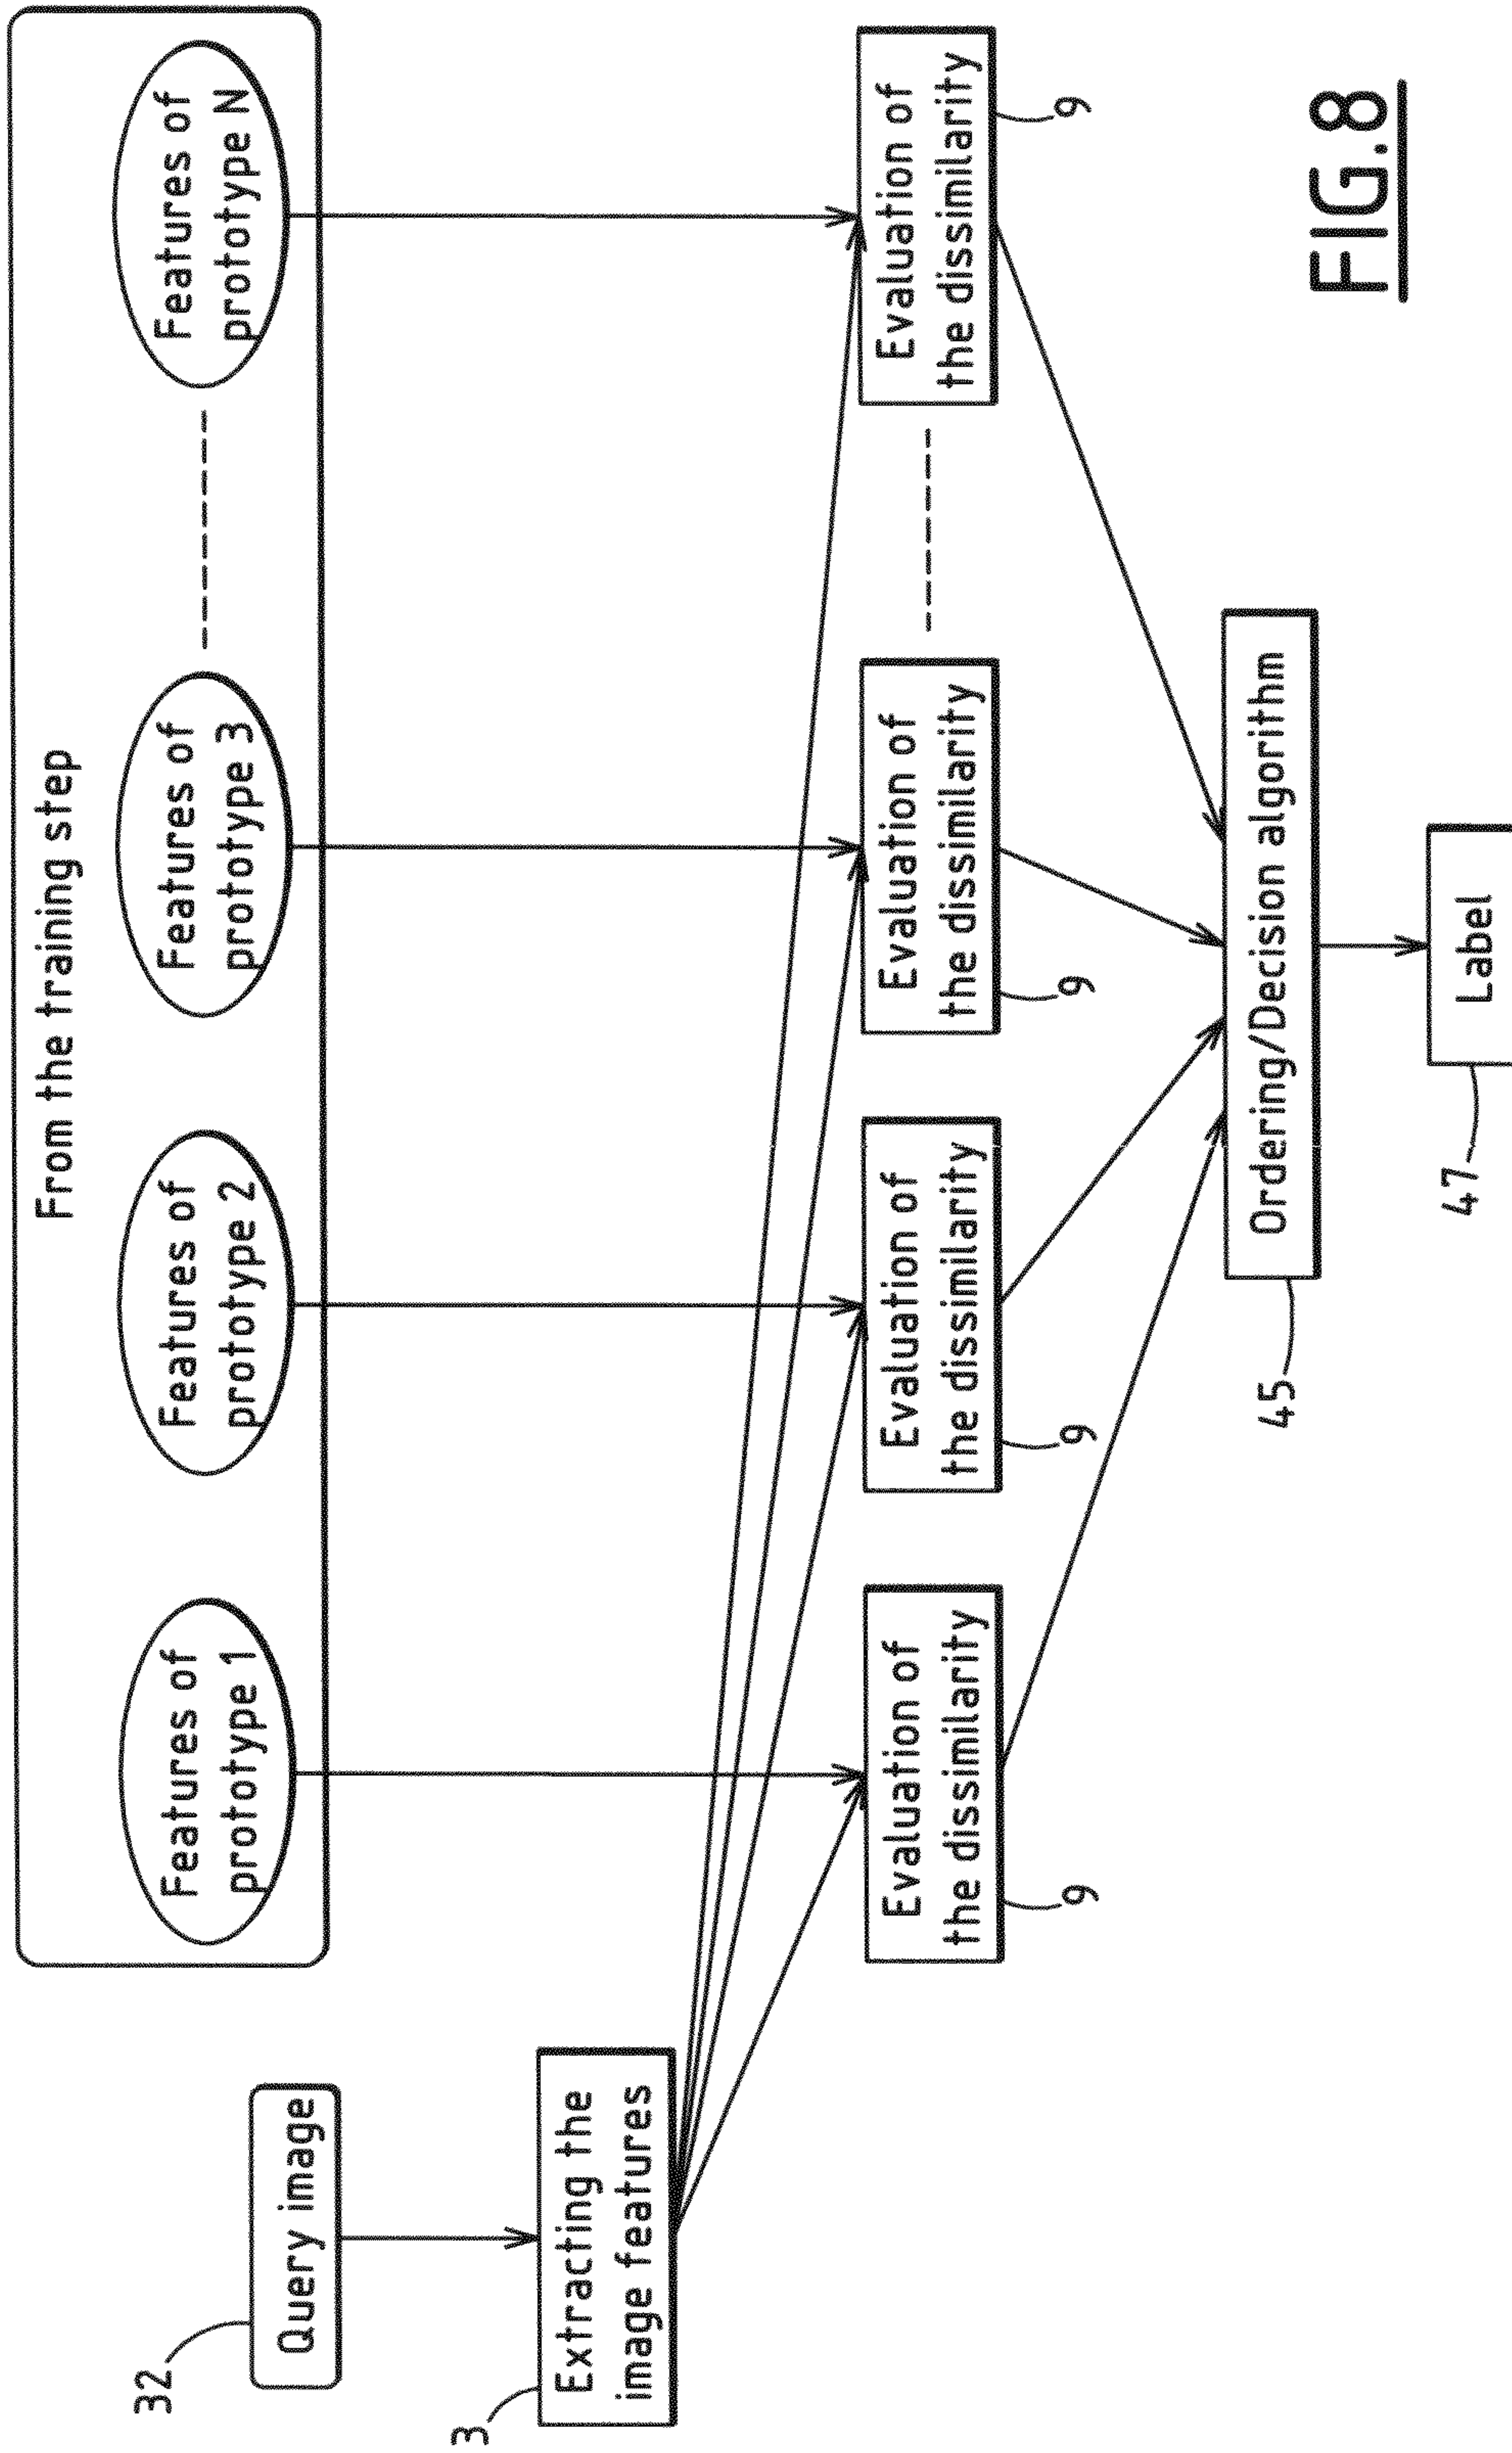 From the training step
32
Query image
Features of
prototype 1
Features of
prototype 2
Features of
prototype 3
Features of
prototype N
3
Extracting the
image features
Evaluation of
the dissimilarity
9
Evaluation of
the dissimilarity
9
Evaluation of
the dissimilarity
9
Evaluation of
the dissimilarity
9
45
Ordering/Decision algorithm
47
Label
FIG.8